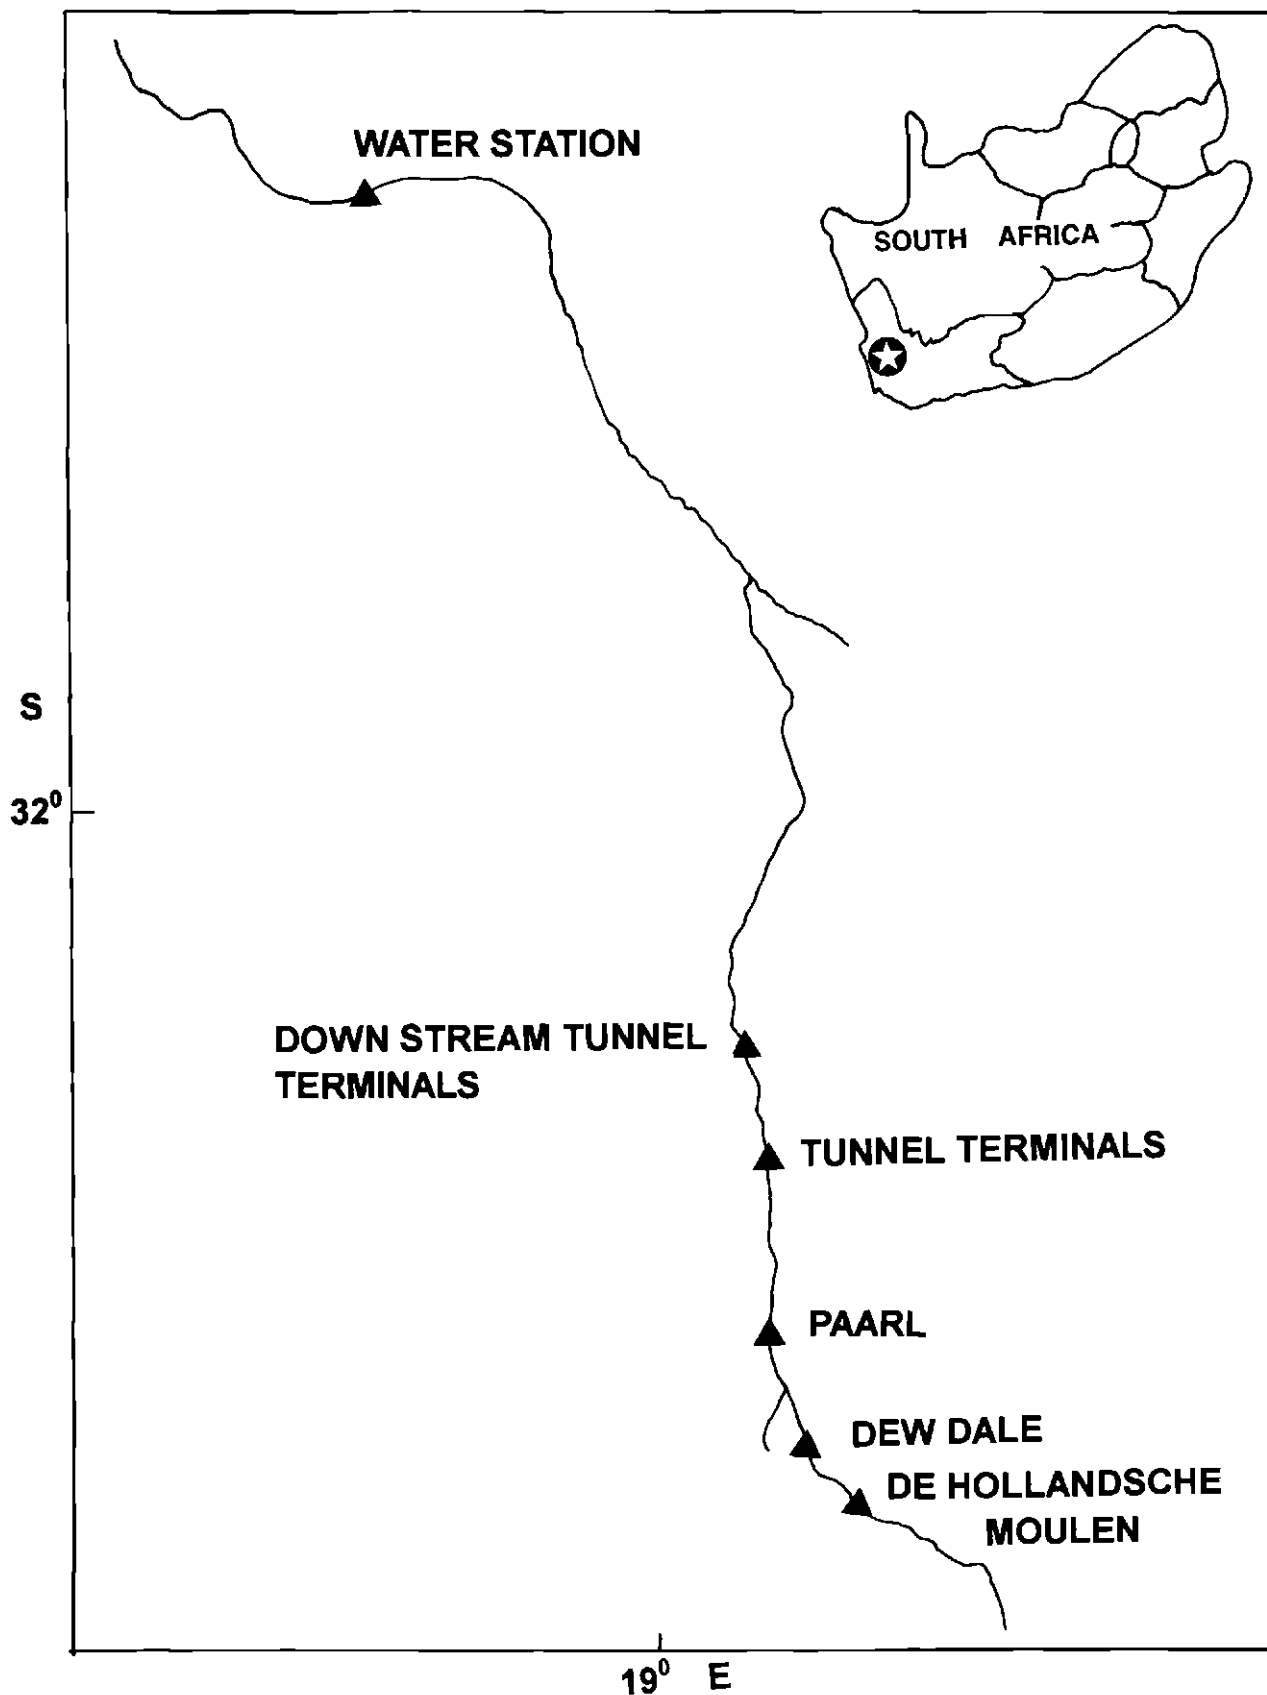 WATER STATION
SOUTH AFRICA
S
32⁰
DOWN STREAM TUNNEL
TERMINALS
TUNNEL TERMINALS
PAARL
DEW DALE
DE HOLLANDSCHE
MOULEN
19⁰ E